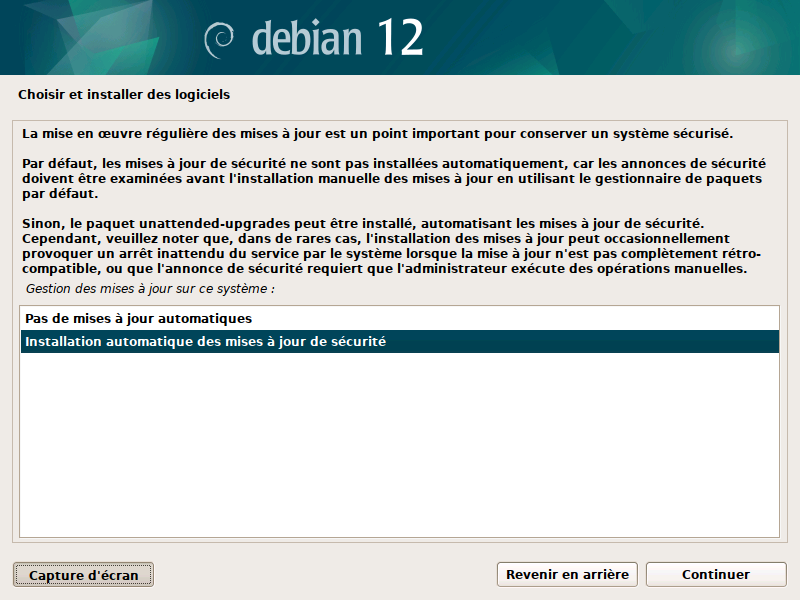 debian 12
Choisir et installer des logiciels
La mise en œuvre régulière des mises à jour est un point important pour conserver un système sécurisé.
Par défaut, les mises à jour de sécurité ne sont pas installées automatiquement, car les annonces de sécurité
doivent être examinées avant l'installation manuelle des mises à jour en utilisant le gestionnaire de paquets
par défaut.
Sinon, le paquet unattended-upgrades peut être installé, automatisant les mises à jour de sécurité.
Cependant, veuillez noter que, dans de rares cas, l'installation des mises à jour peut occasionnellement
provoquer un arrêt inattendu du service par le système lorsque la mise à jour n'est pas complètement rétro-
compatible, ou que l'annonce de sécurité requiert que l'administrateur exécute des opérations manuelles.
Gestion des mises à jour sur ce système :
Pas de mises à jour automatiques
Installation automatique des mises à jour de sécurité
Capture d'écran
Revenir en arrière
Continuer